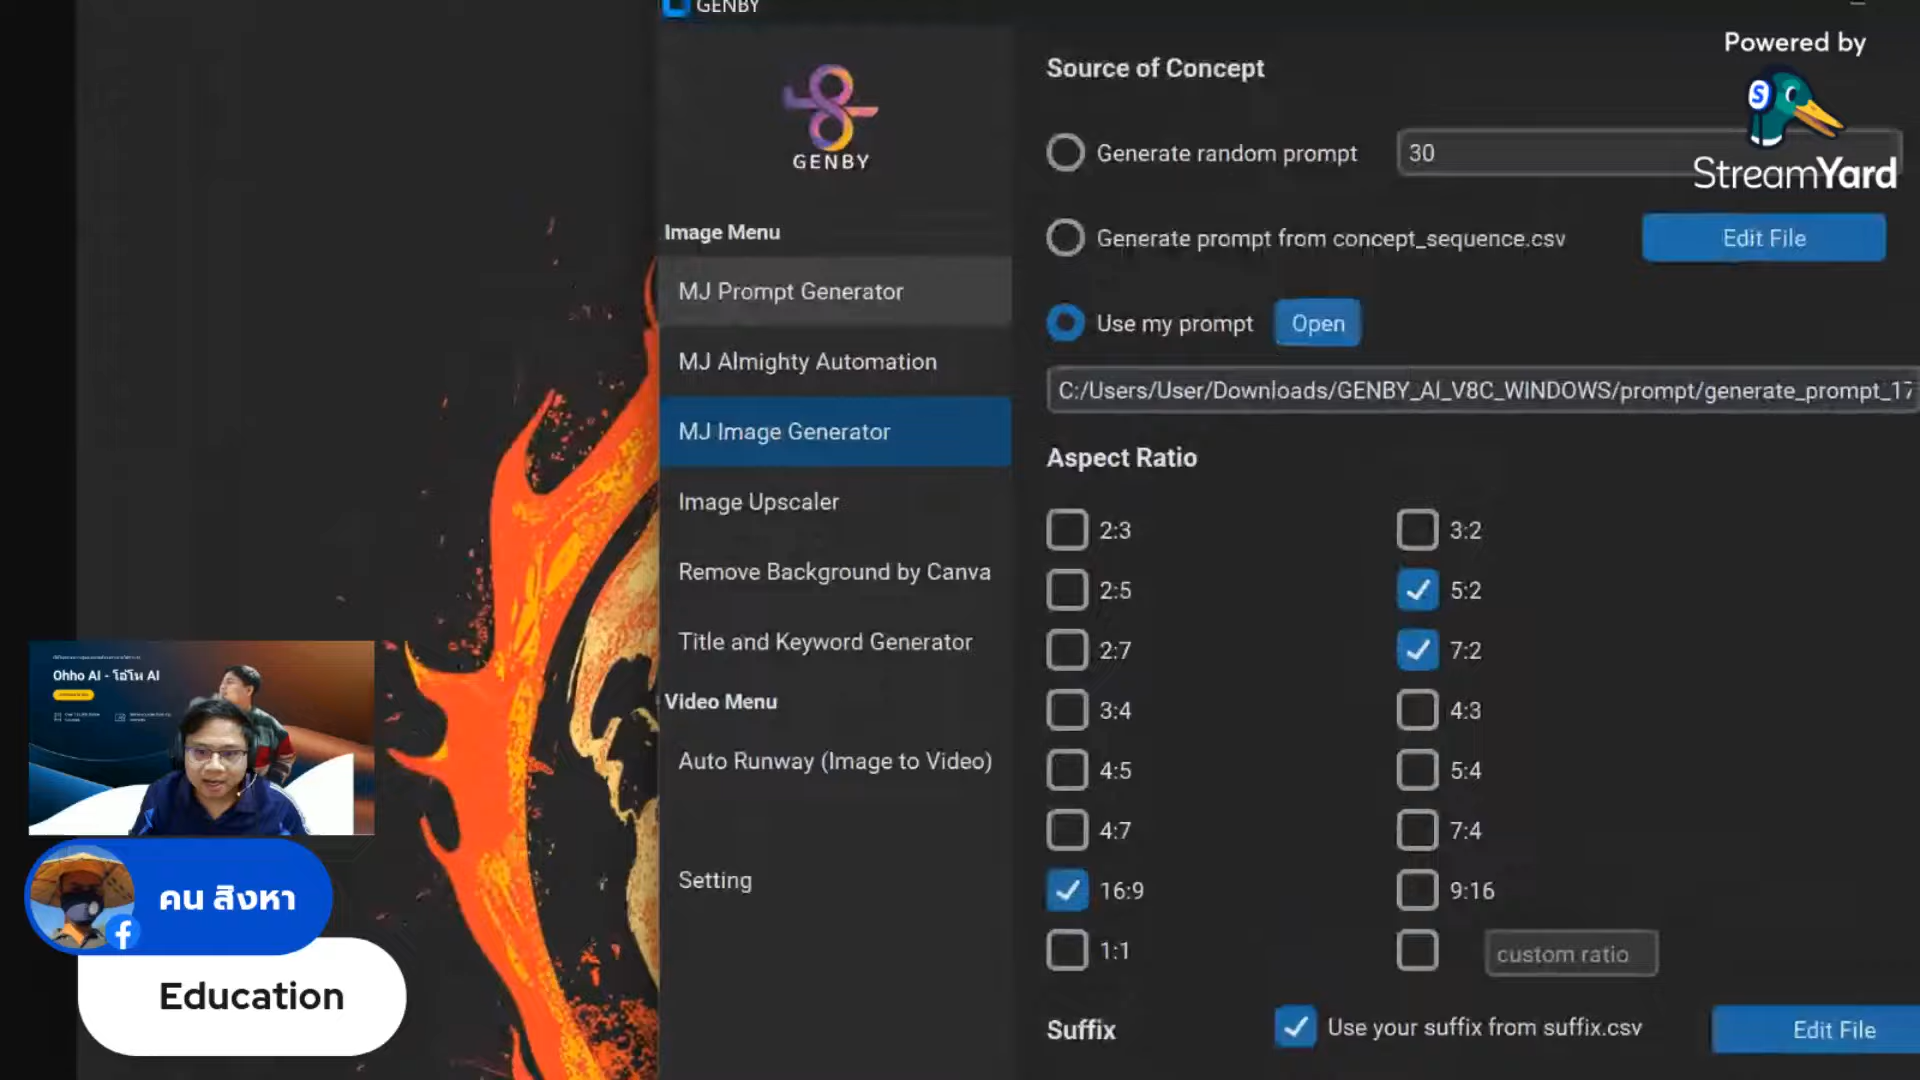 GENBY
Powered by
StreamYard
GENBY
Image Menu
MJ Prompt Generator
MJ Almighty Automation
MJ Image Generator
Image Upscaler
Remove Background by Canva
Title and Keyword Generator
Video Menu
Auto Runway (Image to Video)
Setting
Source of Concept
Generate random prompt
30
Generate prompt from concept_sequence.csv
Edit File
Use my prompt
Open
C:/Users/User/Downloads/GENBY_AI_V8C_WINDOWS/prompt/generate_prompt_17
Aspect Ratio
2:3
3:2
2:5
5:2
2:7
7:2
3:4
4:3
4:5
5:4
4:7
7:4
16:9
9:16
1:1
custom ratio
Suffix
Use your suffix from suffix.csv
Edit File
Ohho AI - โอ้โห AI
คน สิงหา
Education